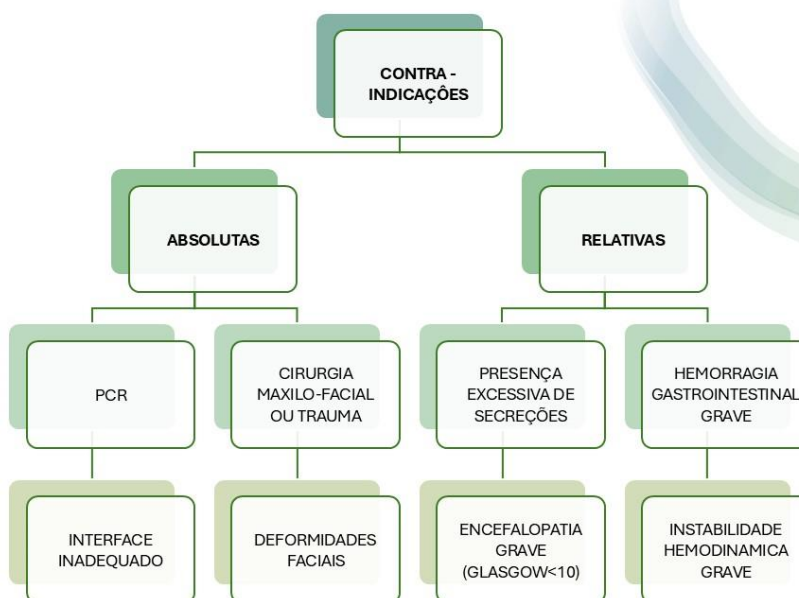 CONTRA -
INDICAÇÔES
ABSOLUTAS
RELATIVAS
PCR
CIRURGIA
MAXILO-FACIAL
OU TRAUMA
PRESENÇA
EXCESSIVA DE
SECREÇÕES
HEMORRAGIA
GASTROINTESTINAL
GRAVE
INTERFACE
INADEQUADO
DEFORMIDADES
FACIAIS
ENCEFALOPATIA
GRAVE
(GLASGOW<10)
INSTABILIDADE
HEMODINAMICA
GRAVE